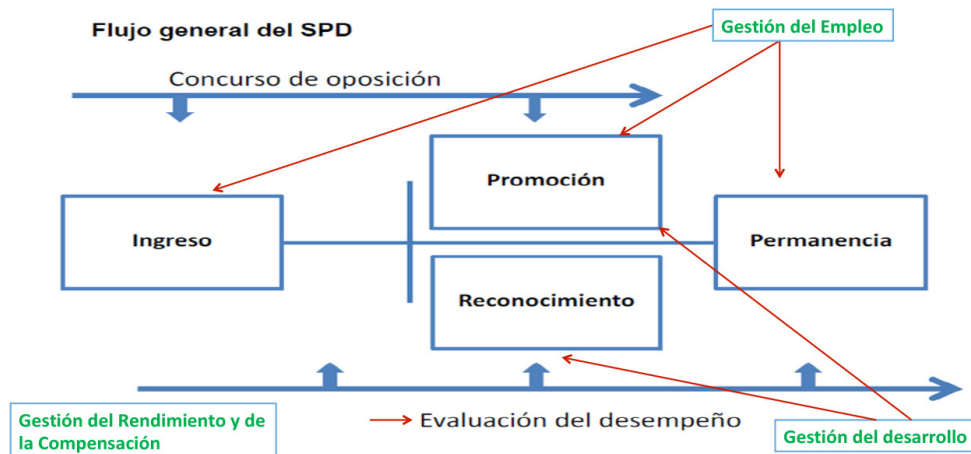 Flujo general del SPD
Gestión del Empleo
Concurso de oposición
Promoción
Ingreso
Permanencia
Reconocimiento
Gestión del Rendimiento y de
la Compensación
Evaluación del desempeño
Gestión del desarrollo